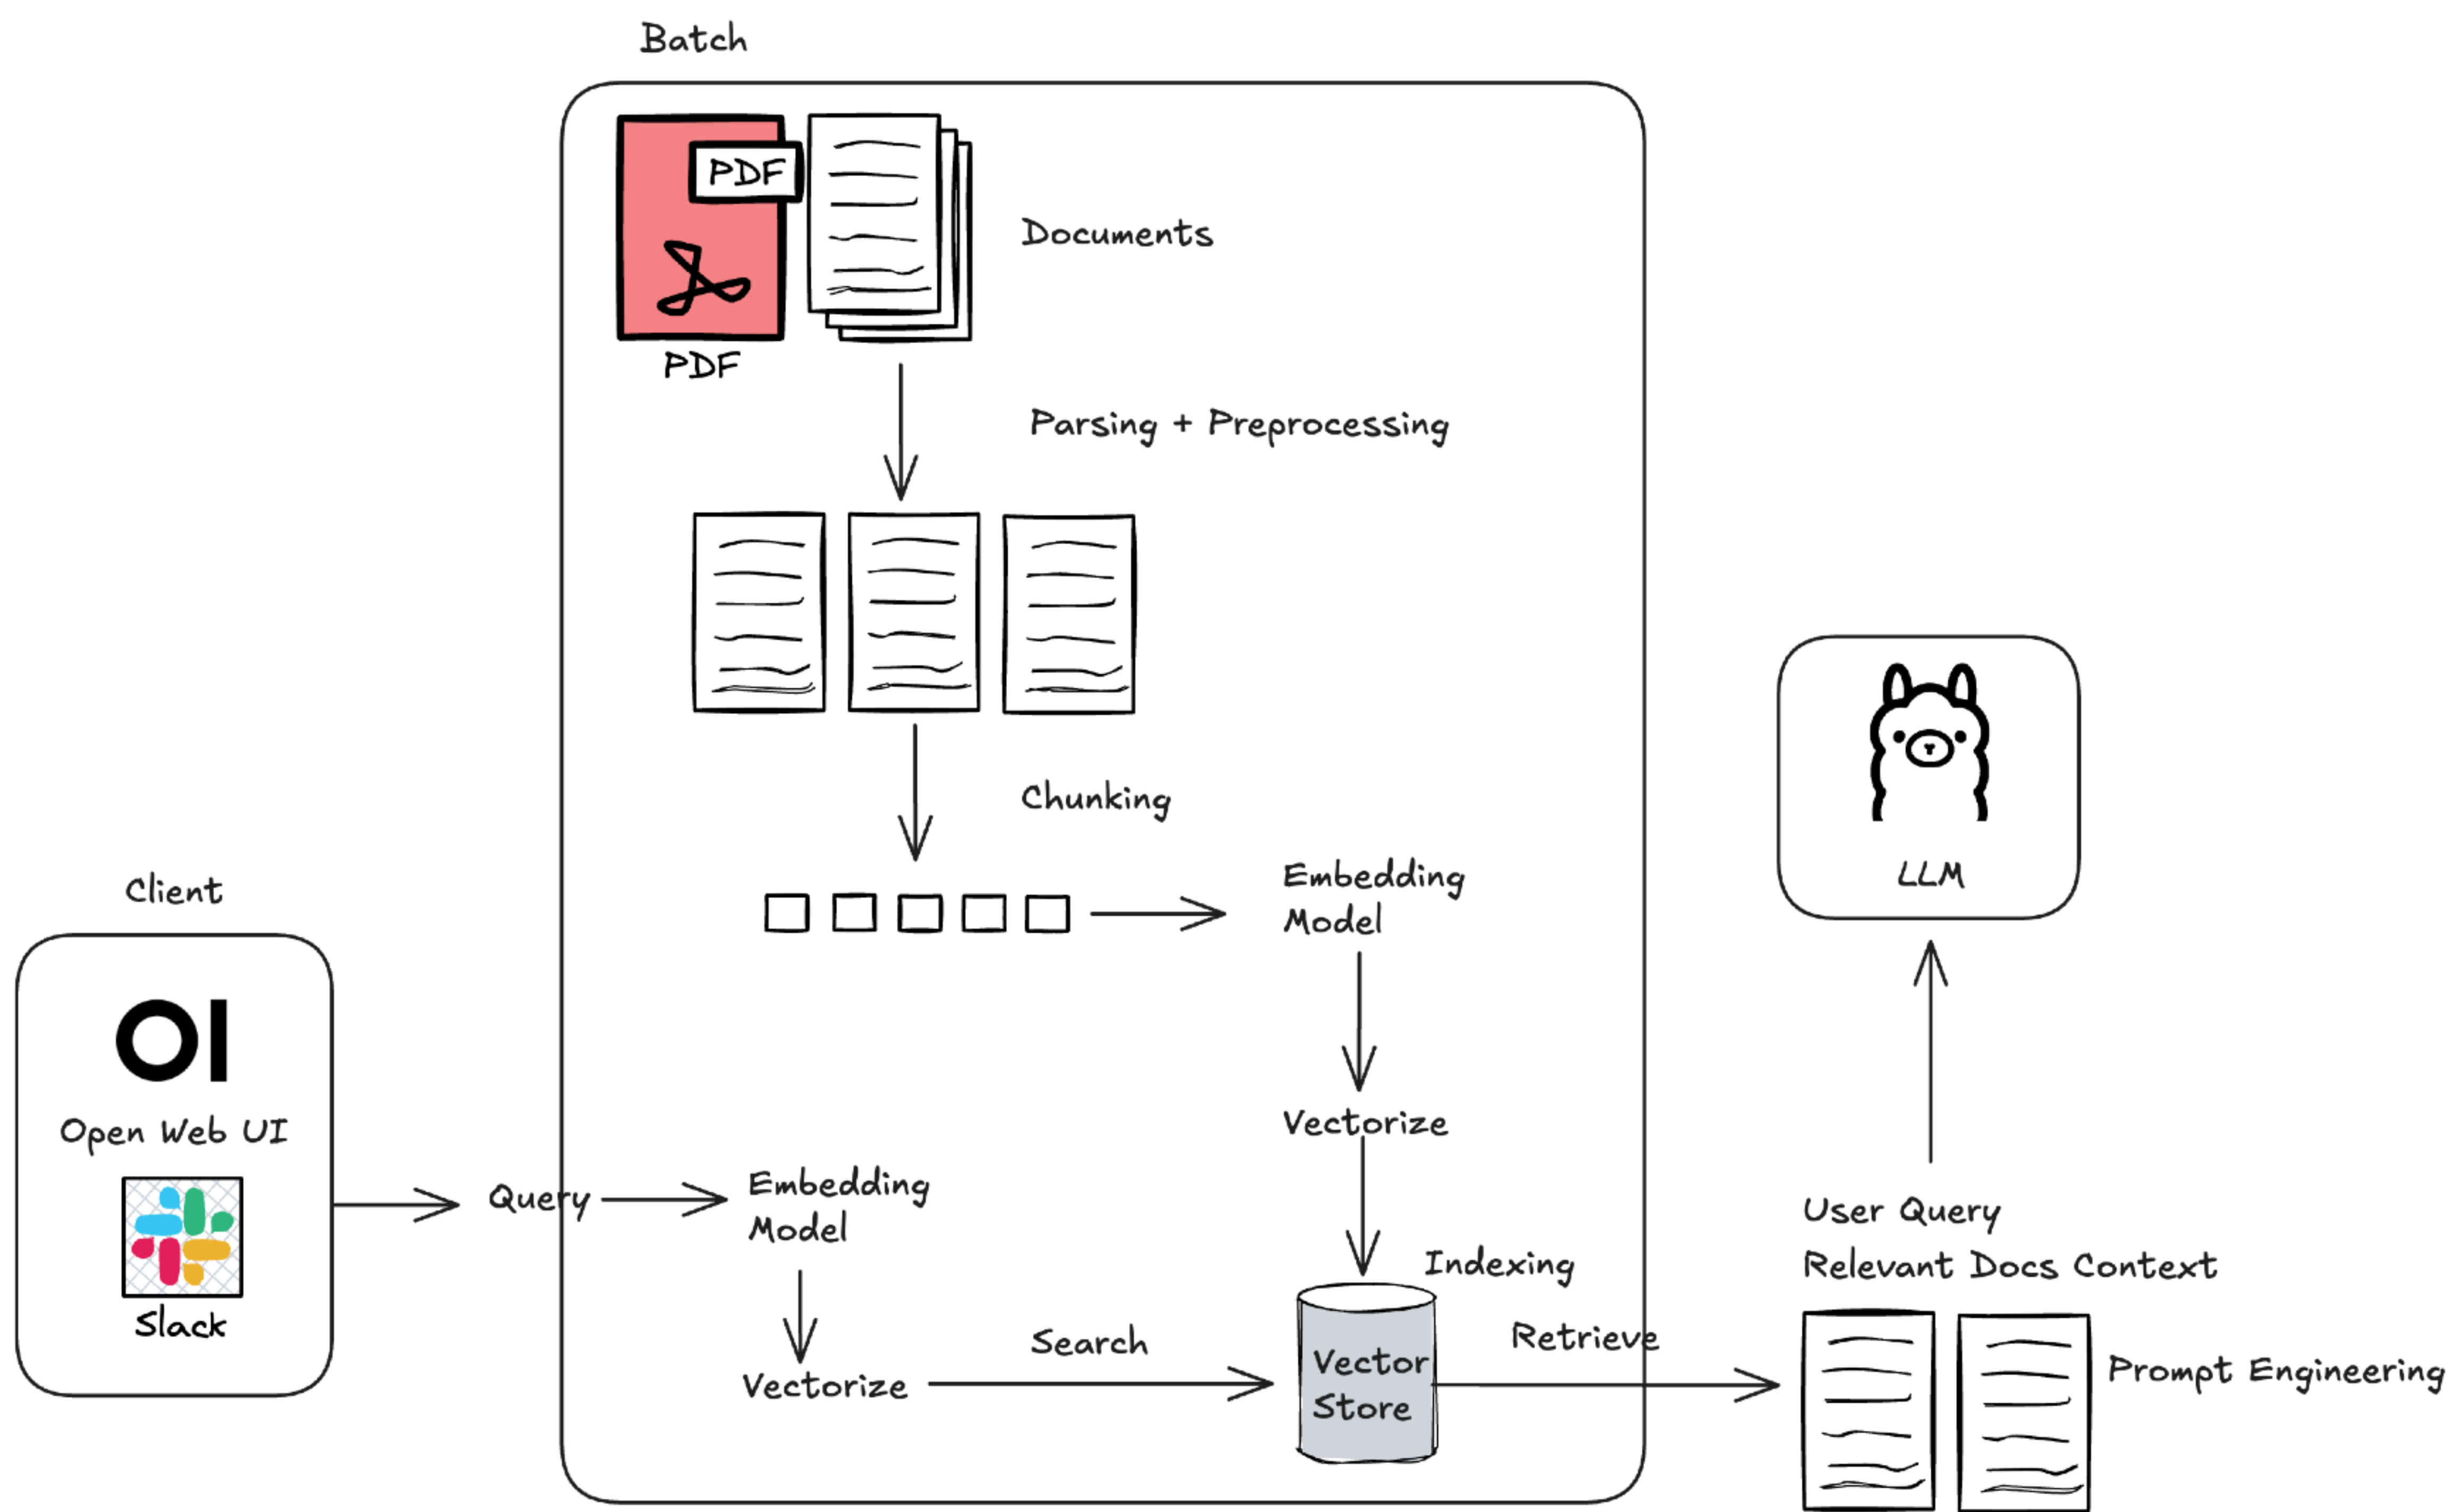 Batch
PDF
PDF
Documents
Parsing + Preprocessing
Chunking
Embedding
Model
Vectorize
Indexing
Client
OI
Open Web UI
Slack
Query
Embedding
Model
Vectorize
Search
Vector
Store
Retrieve
LLM
User Query
Relevant Docs Context
Prompt Engineering